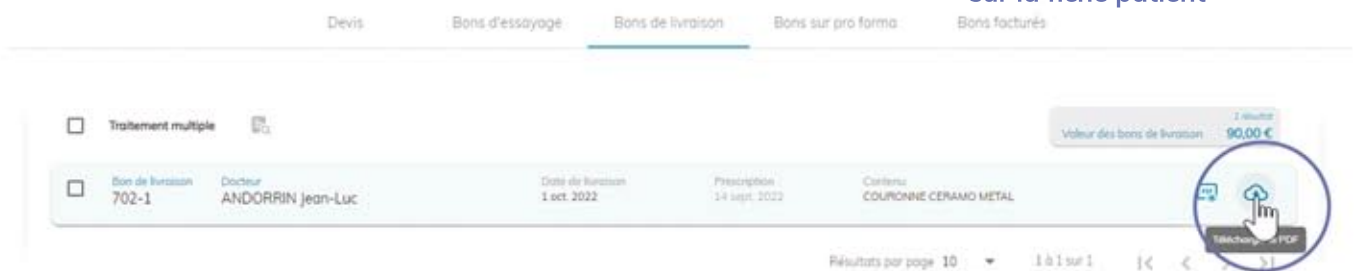 sur la fiche patient
Devis Bons d'essayage Bons de livraison Bons sur pro forma Bons facturés
Traitement multiple
1 résultat
Valeur des bons de livraison 90,00 €
Bon de livraison Docteur Date de livraison Prescription Contenu
702-1 ANDORRIN Jean-Luc 1 oct. 2022 14 sept. 2022 COURONNE CERAMO METAL
PDF
Télécharger PDF
Résultats par page 10 1 à 1 sur 1